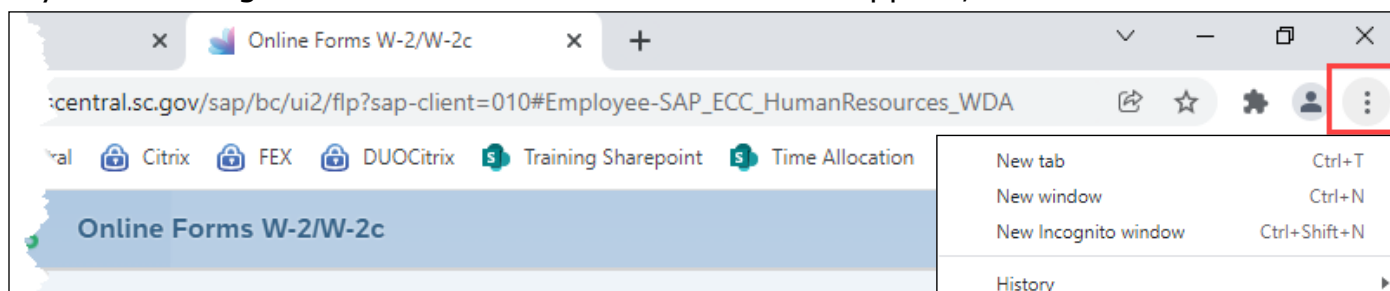 Online Forms W-2/W-2c
central.sc.gov/sap/bc/ui2/flp?sap-client=010#Employee-SAP_ECC_HumanResources_WDA
ral Citrix FEX DUOCitrix Training Sharepoint Time Allocation
New tab Ctrl+T
New window Ctrl+N
Online Forms W-2/W-2c
New Incognito window Ctrl+Shift+N
History